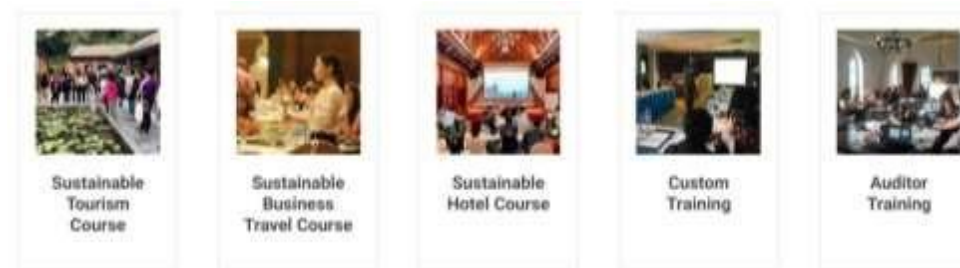 Sustainable
Tourism
Course
Sustainable
Business
Travel Course
Sustainable
Hotel Course
Custom
Training
Auditor
Training